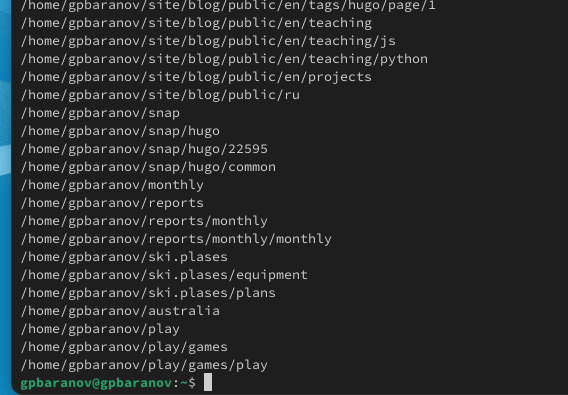 /home/gpbaranov/site/blog/public/en/tags/hugo/page/1
/home/gpbaranov/site/blog/public/en/teaching
/home/gpbaranov/site/blog/public/en/teaching/js
/home/gpbaranov/site/blog/public/en/teaching/python
/home/gpbaranov/site/blog/public/en/projects
/home/gpbaranov/site/blog/public/ru
/home/gpbaranov/snap
/home/gpbaranov/snap/hugo
/home/gpbaranov/snap/hugo/22595
/home/gpbaranov/snap/hugo/common
/home/gpbaranov/monthly
/home/gpbaranov/reports
/home/gpbaranov/reports/monthly
/home/gpbaranov/reports/monthly/monthly
/home/gpbaranov/ski.plases
/home/gpbaranov/ski.plases/equipment
/home/gpbaranov/ski.plases/plans
/home/gpbaranov/australia
/home/gpbaranov/play
/home/gpbaranov/play/games
/home/gpbaranov/play/games/play
gpbaranov@gpbaranov:~$